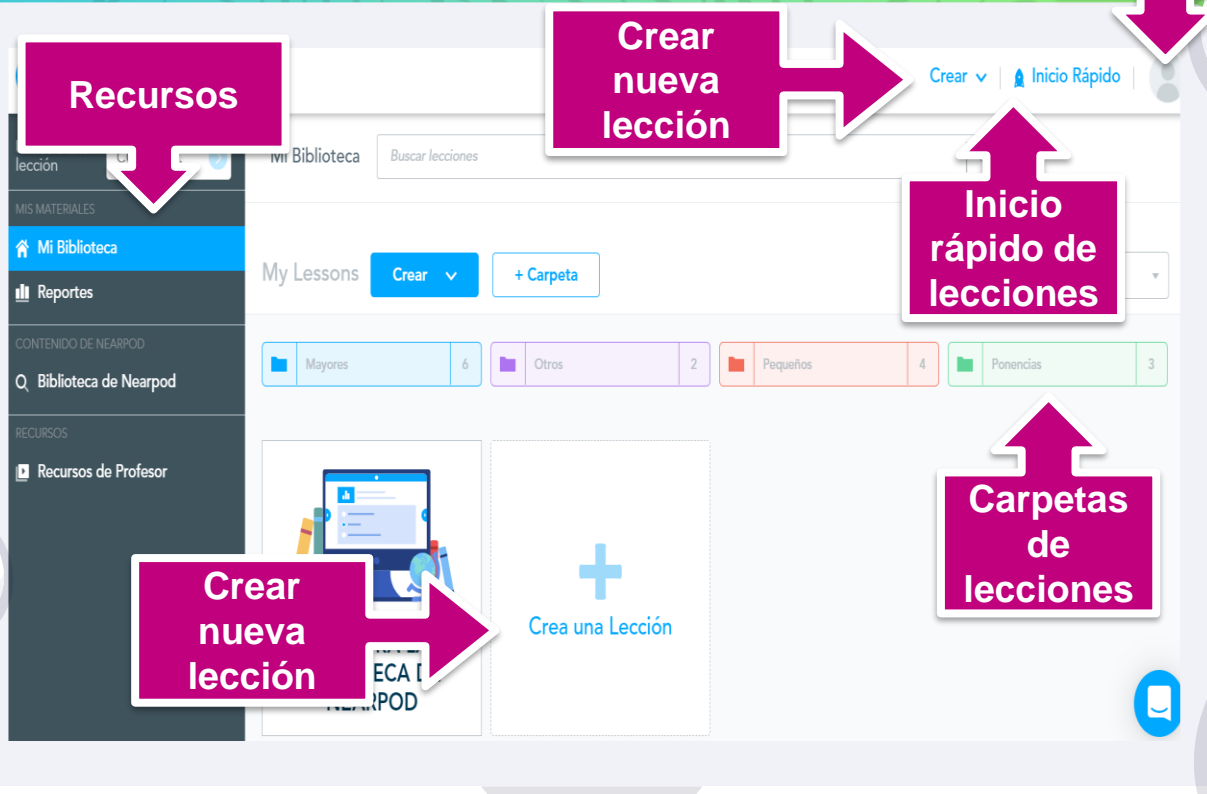 Crear
nueva
lección
Recursos
Crear
Inicio Rápido
lección
Mi Biblioteca
Buscar lecciones
Inicio
rápido de
lecciones
MIS MATERIALES
Mi Biblioteca
Reportes
My Lessons
Crear
+ Carpeta
CONTENIDO DE NEARPOD
Biblioteca de Nearpod
Mayores 6
Otros 2
Pequeños 4
Ponencias 3
RECURSOS
Recursos de Profesor
Carpetas
de
lecciones
Crear
nueva
lección
Crea una Lección
NEARPOD